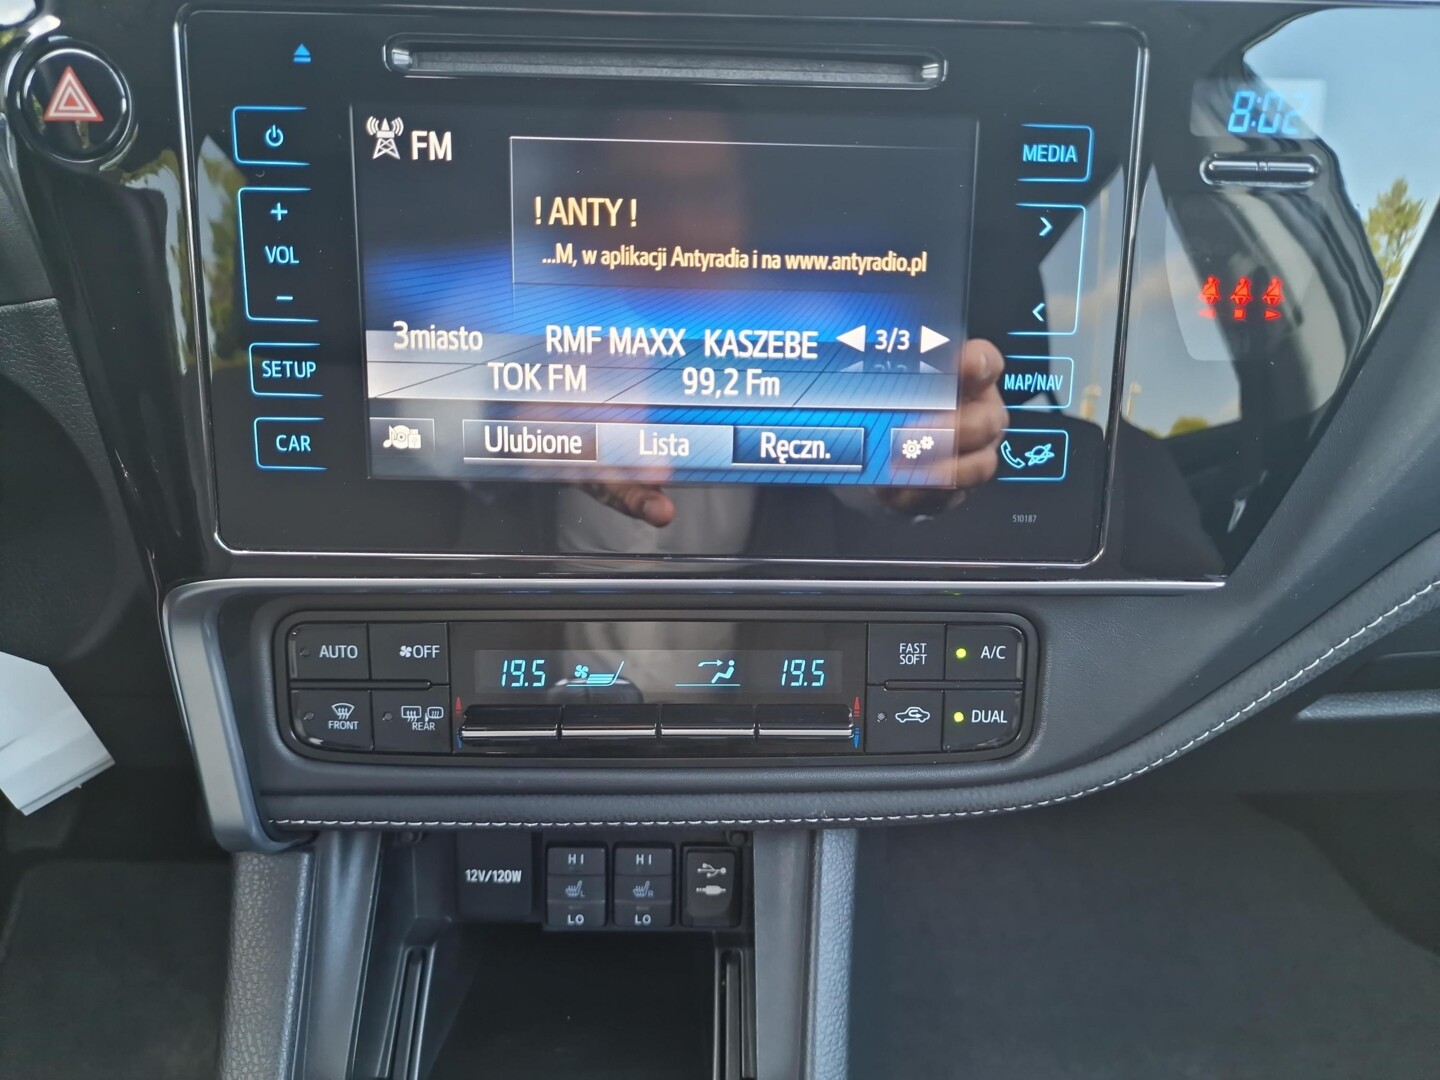 FM
! ANTY !
...M, w aplikacji Antyradia i na www.antyradio.pl
3miasto RMF MAXX KASZEBE 3/3
TOK FM 99,2 Fm
Ulubione Lista Ręczn.
VOL
SETUP
CAR
MEDIA
MAP/NAV
510187
8:02
AUTO OFF 19.5 19.5 FAST SOFT A/C
FRONT REAR DUAL
12V/120W
HI HI
L R
LO LO